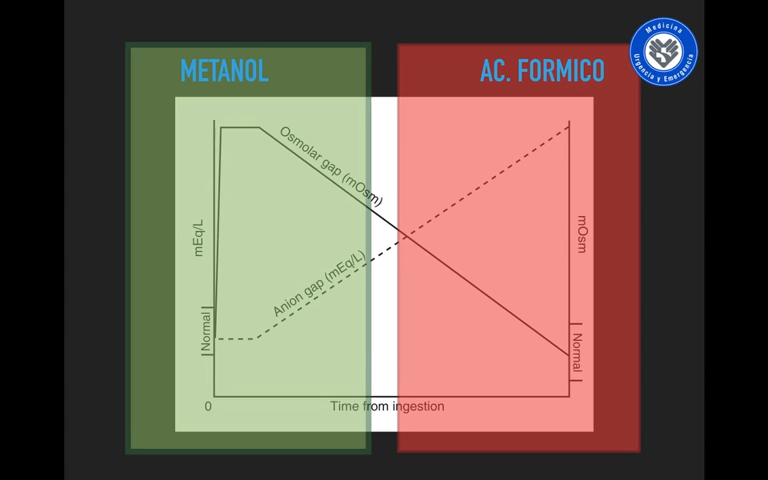 METANOL
AC. FORMICO
Medicina
Urgencia y Emergencia
Osmolar gap (mOsm)
Anion gap (mEq/L)
mEq/L
Normal
mOsm
Normal
0
Time from ingestion